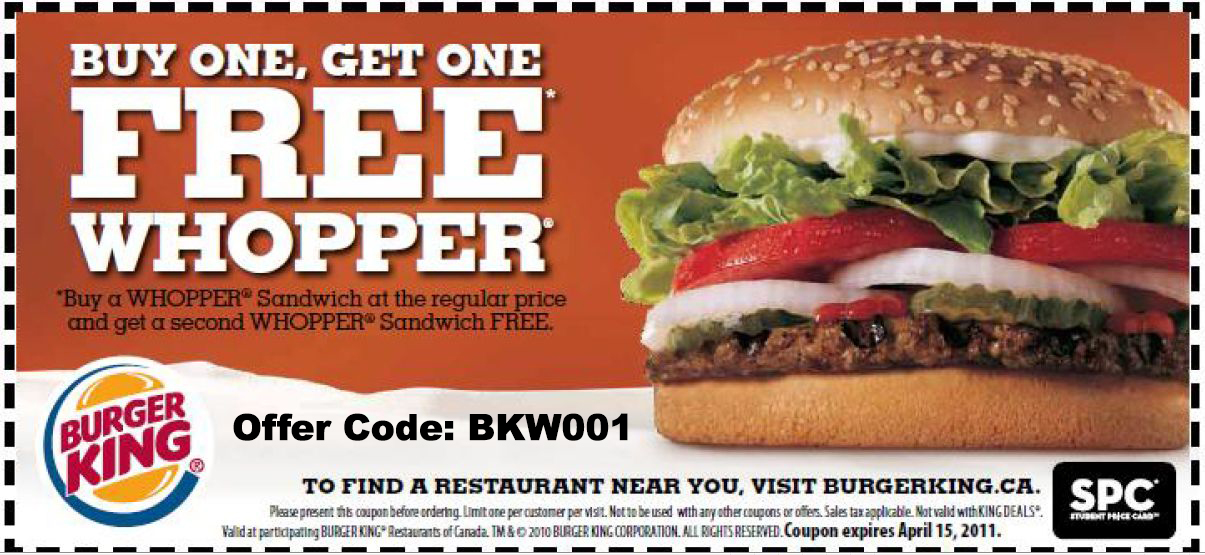 BUY ONE, GET ONE
FREE*
WHOPPER®
*Buy a WHOPPER® Sandwich at the regular price
and get a second WHOPPER® Sandwich FREE.
BURGER
KING®
Offer Code: BKW001
TO FIND A RESTAURANT NEAR YOU, VISIT BURGERKING.CA.
Please present this coupon before ordering. Limit one per customer per visit. Not to be used with any other coupons or offers. Sales tax applicable. Not valid with KING DEALS®.
Valid at participating BURGER KING® Restaurants of Canada. TM & © 2010 BURGER KING CORPORATION. ALL RIGHTS RESERVED. Coupon expires April 15, 2011.
SPC
STUDENT PRICE CARD